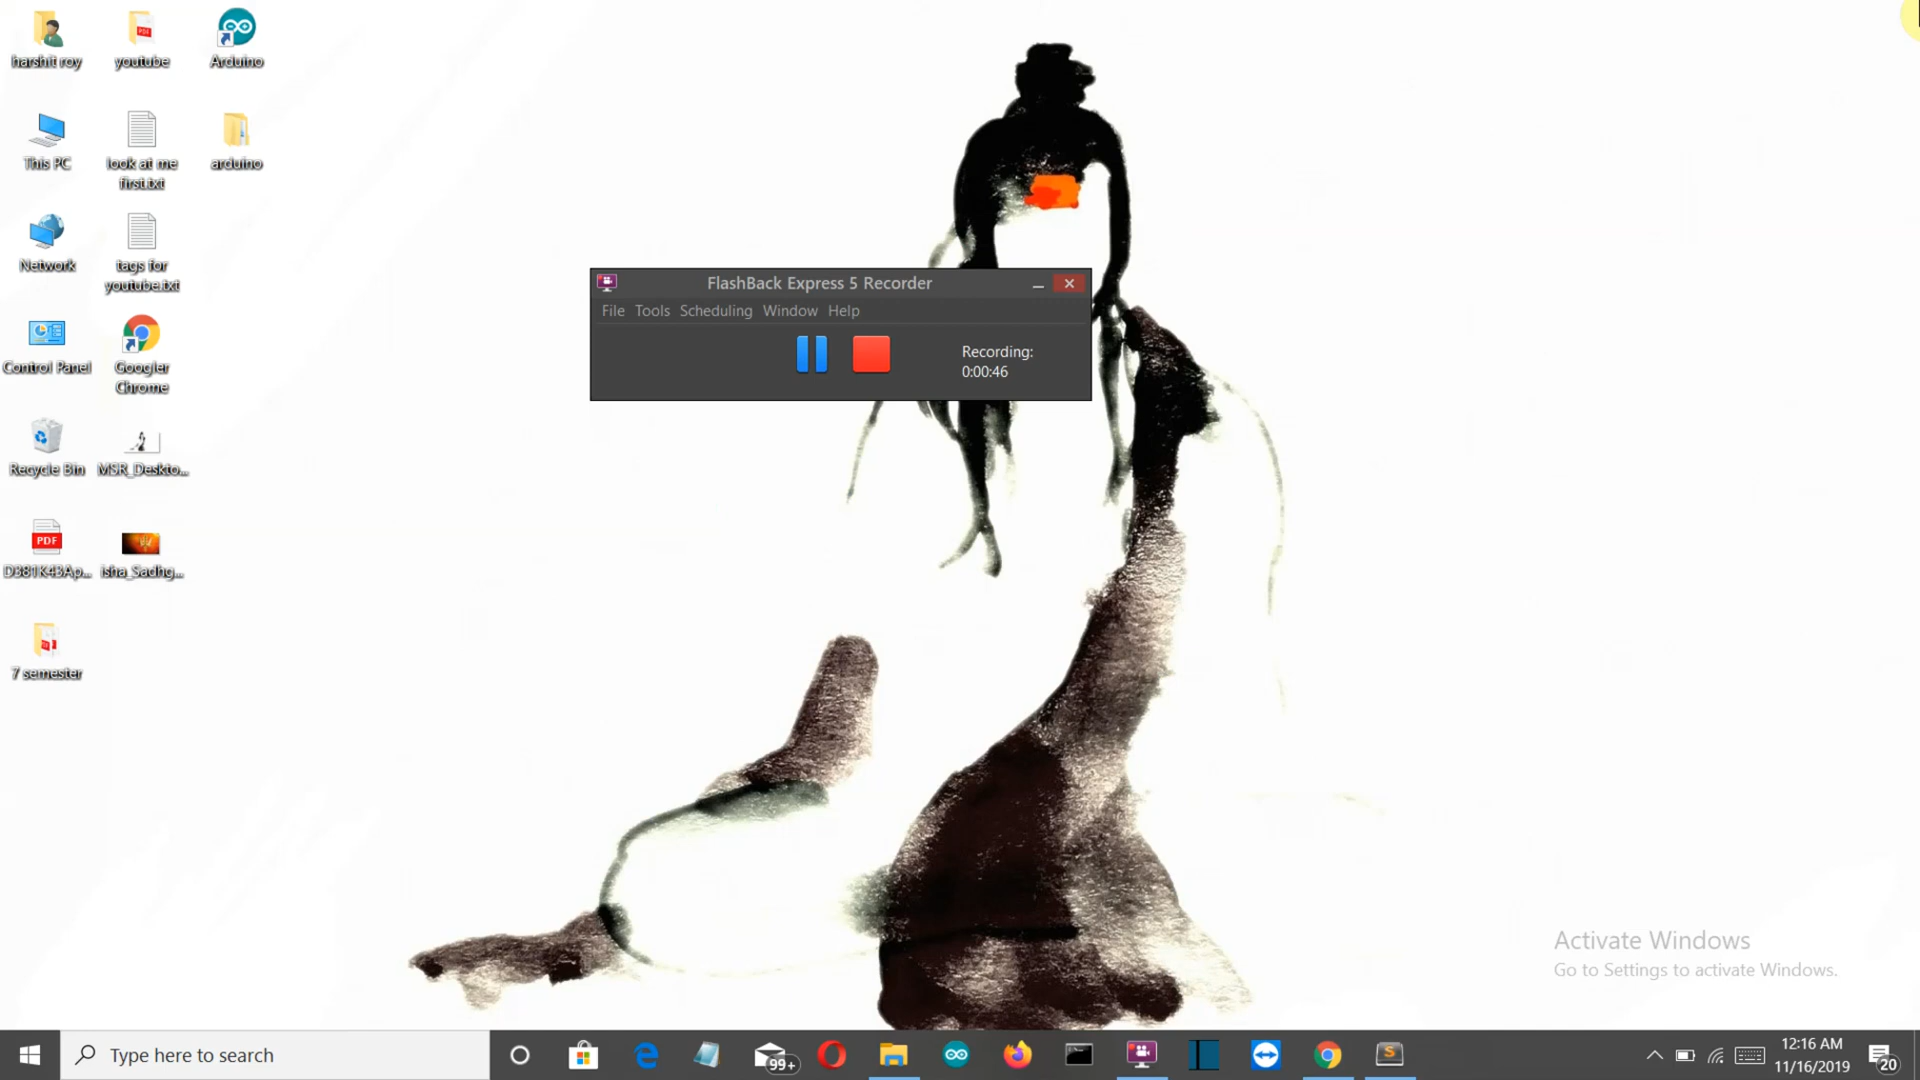 harshit roy
youtube
Arduino
This PC
look at me
first.txt
arduino
Network
tags for
youtube.txt
Control Panel
Googler
Chrome
Recycle Bin
MSR_Deskto...
PDF
D381K43Ap...
isha_Sadhg...
7 semester
FlashBack Express 5 Recorder
File Tools Scheduling Window Help
Recording:
0:00:46
Activate Windows
Go to Settings to activate Windows.
Type here to search
99+
12:16 AM
11/16/2019
20